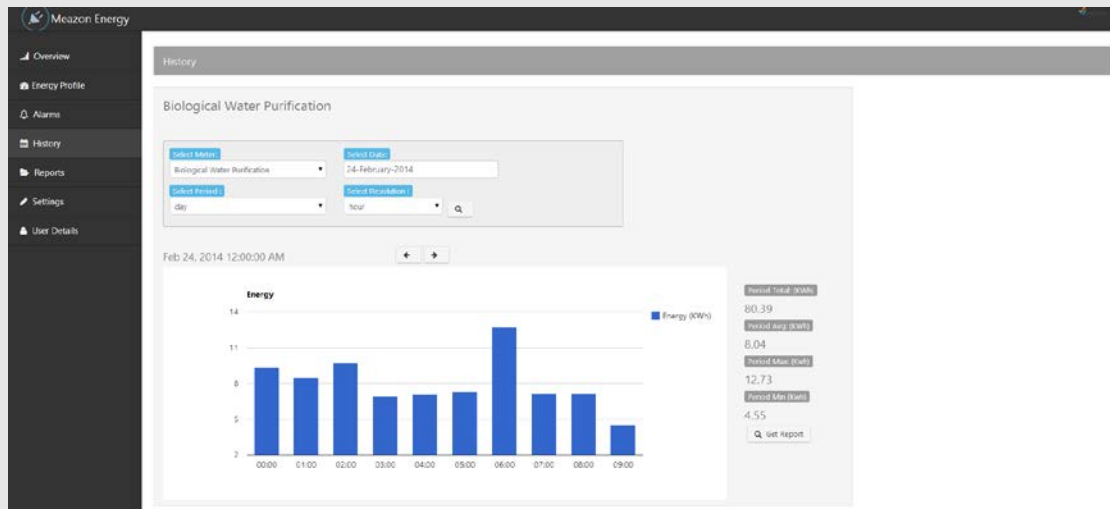 Meazon Energy
Overview
Energy Profile
Alarms
History
Reports
Settings
User Details
History
Biological Water Purification
Select Meter:
Select Date:
Biological Water Purification
24-February-2014
Select Period :
Select Resolution :
day
hour
Feb 24, 2014 12:00:00 AM
Energy
Energy (KWh)
14
11
8
5
2
00:00 01:00 02:00 03:00 04:00 05:00 06:00 07:00 08:00 09:00
Period Total: (KWh)
80.39
Period Avg: (KWh)
8.04
Period Max: (Kwh)
12.73
Period Min (Kwh)
4.55
Get Report